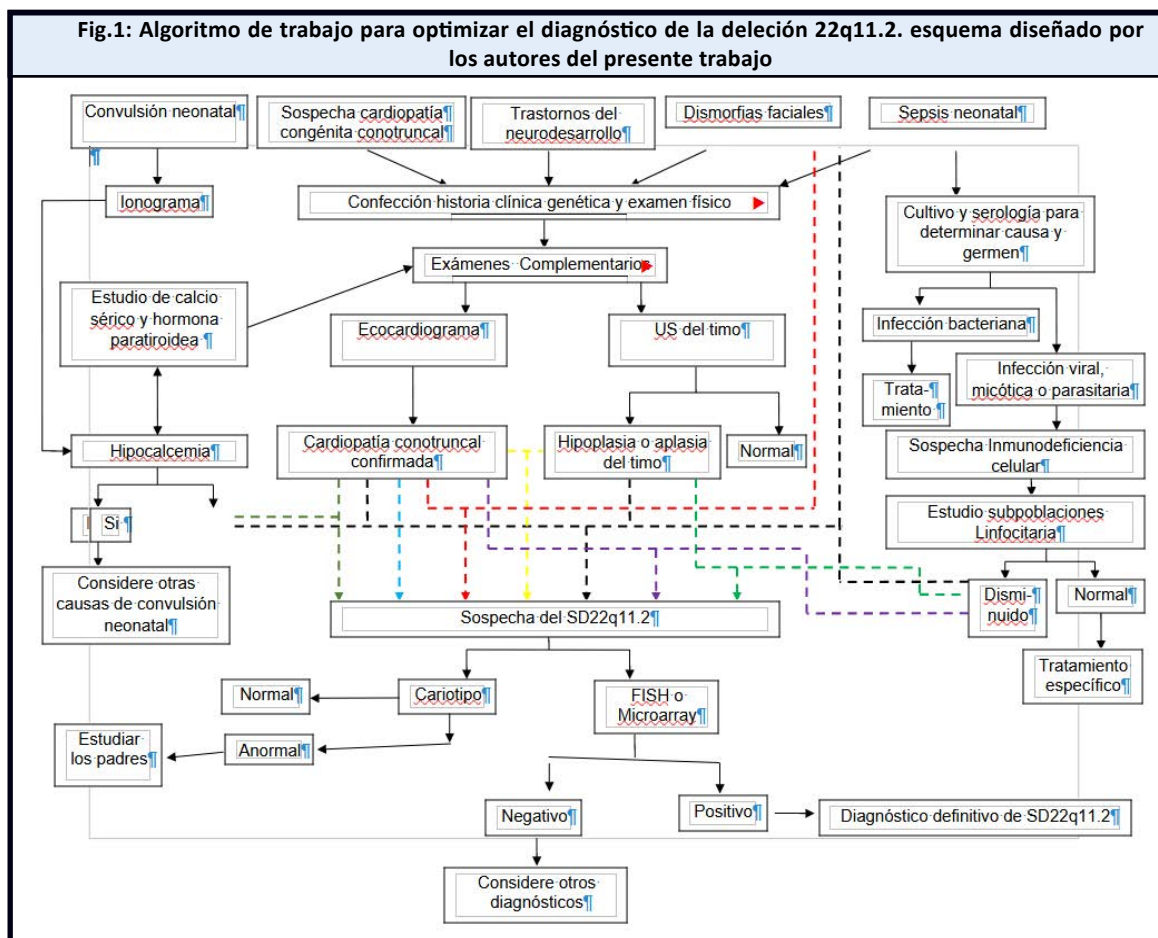 Fig.1: Algoritmo de trabajo para optimizar el diagnóstico de la deleción 22q11.2. esquema diseñado por
los autores del presente trabajo
Convulsión neonatal¶
Sospecha cardiopatía¶
congénita conotruncal¶
Trastornos del
neurodesarrollo¶
Dismorfias faciales¶
Sepsis neonatal¶
¶
Ionograma¶
Confección historia clínica genética y examen físico
Cultivo y serología para
determinar causa y
germen¶
Exámenes Complementarios
Estudio de calcio
sérico y hormona
paratiroidea ¶
Ecocardiograma¶
US del timo¶
Infección bacteriana¶
Infección viral,
micótica o parasitaria¶
Trata-¶
miento ¶
Hipocalcemia¶
Cardiopatía conotruncal
confirmada¶
Hipoplasia o aplasia
del timo¶
Normal¶
Sospecha Inmunodeficiencia
celular¶
Si ¶
Estudio subpoblaciones
Linfocitaria¶
Considere otras
causas de convulsión
neonatal¶
Sospecha del SD22q11.2¶
Dismi-¶
nuido¶
Normal¶
Tratamiento
específico¶
Normal¶
Cariotipo¶
FISH o
Microarray¶
Estudiar
los padres¶
Anormal¶
Negativo¶
Positivo¶
Diagnóstico definitivo de SD22q11.2¶
Considere otros
diagnósticos¶